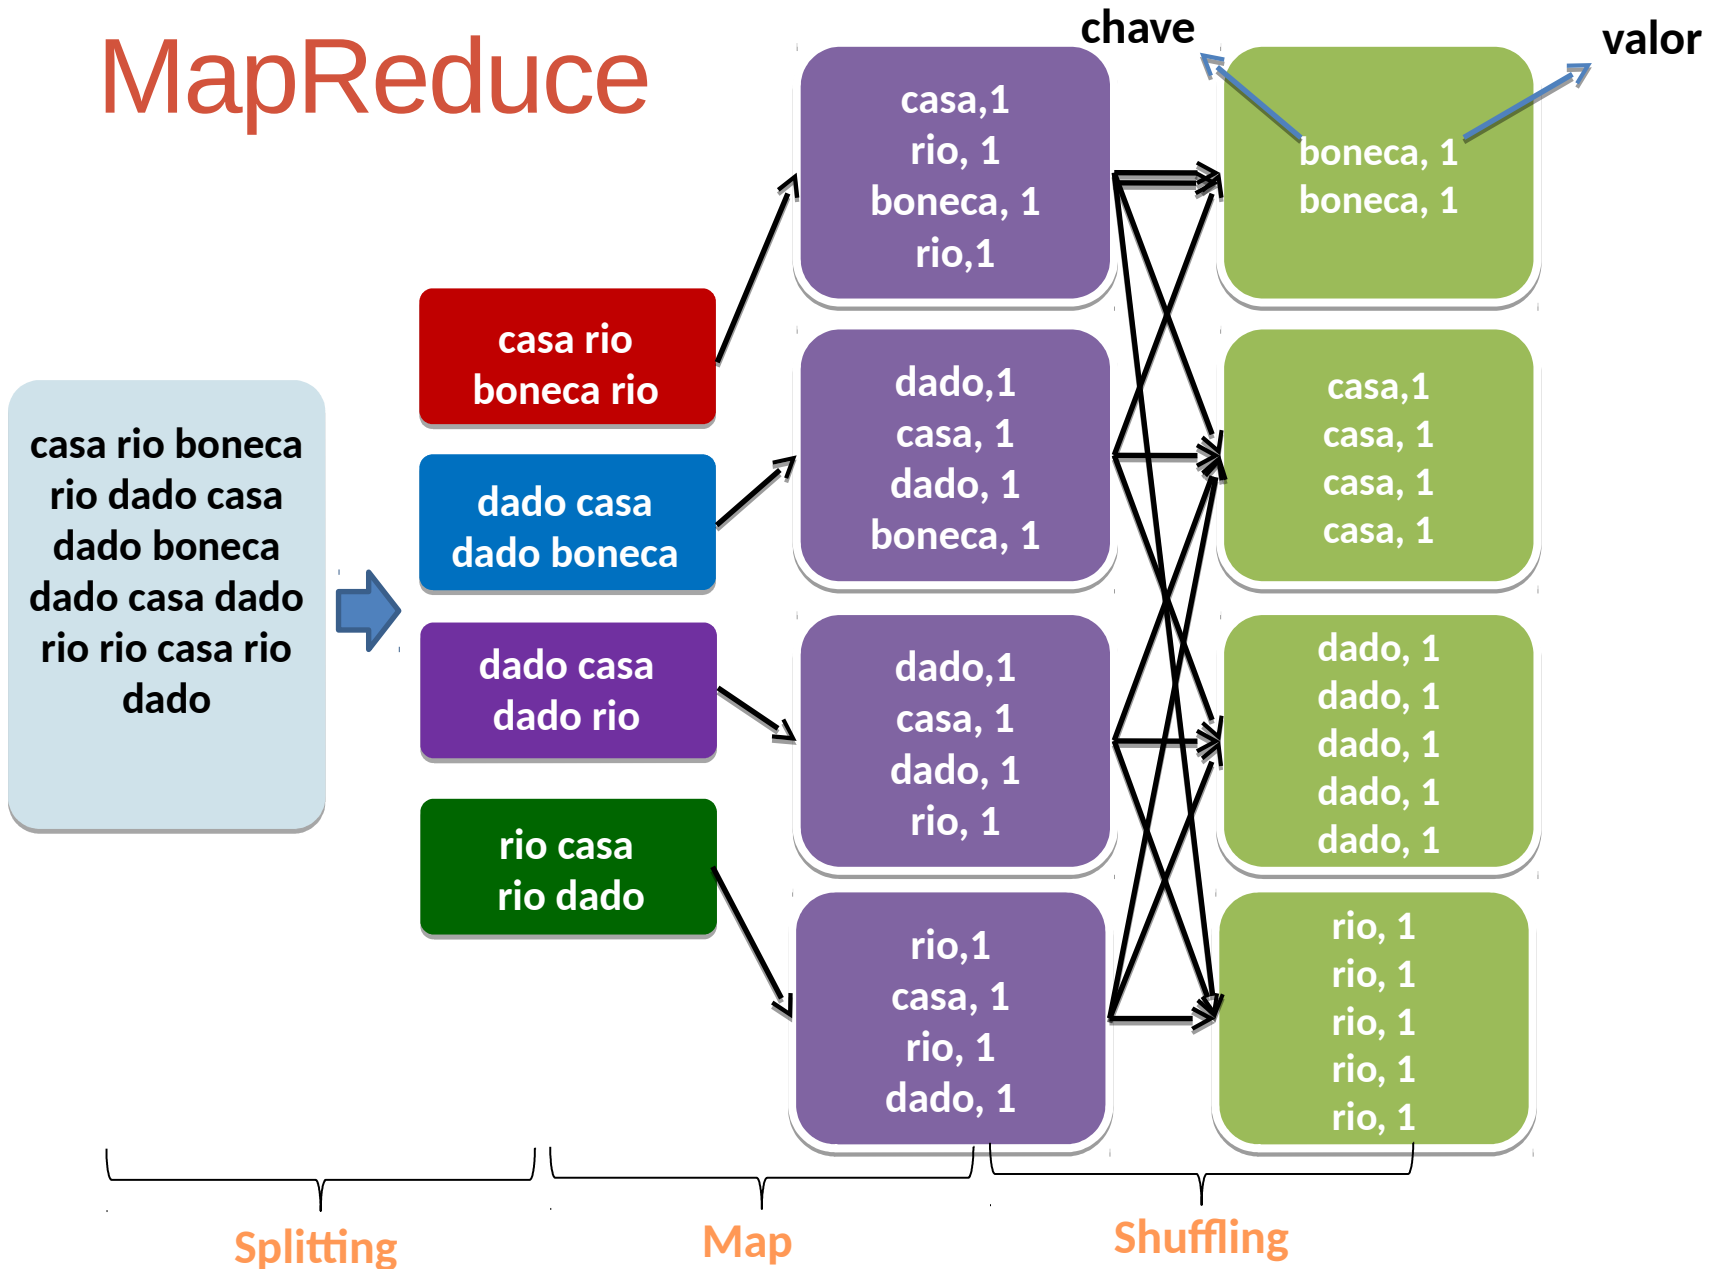 MapReduce
chave
valor
casa rio boneca
rio dado casa
dado boneca
dado casa dado
rio rio casa rio
dado
casa rio
boneca rio
dado casa
dado boneca
dado casa
dado rio
rio casa
rio dado
casa,1
rio, 1
boneca, 1
rio,1
dado,1
casa, 1
dado, 1
boneca, 1
dado,1
casa, 1
dado, 1
rio, 1
rio,1
casa, 1
rio, 1
dado, 1
boneca, 1
boneca, 1
casa,1
casa, 1
casa, 1
casa, 1
dado, 1
dado, 1
dado, 1
dado, 1
dado, 1
rio, 1
rio, 1
rio, 1
rio, 1
rio, 1
Splitting
Map
Shuffling